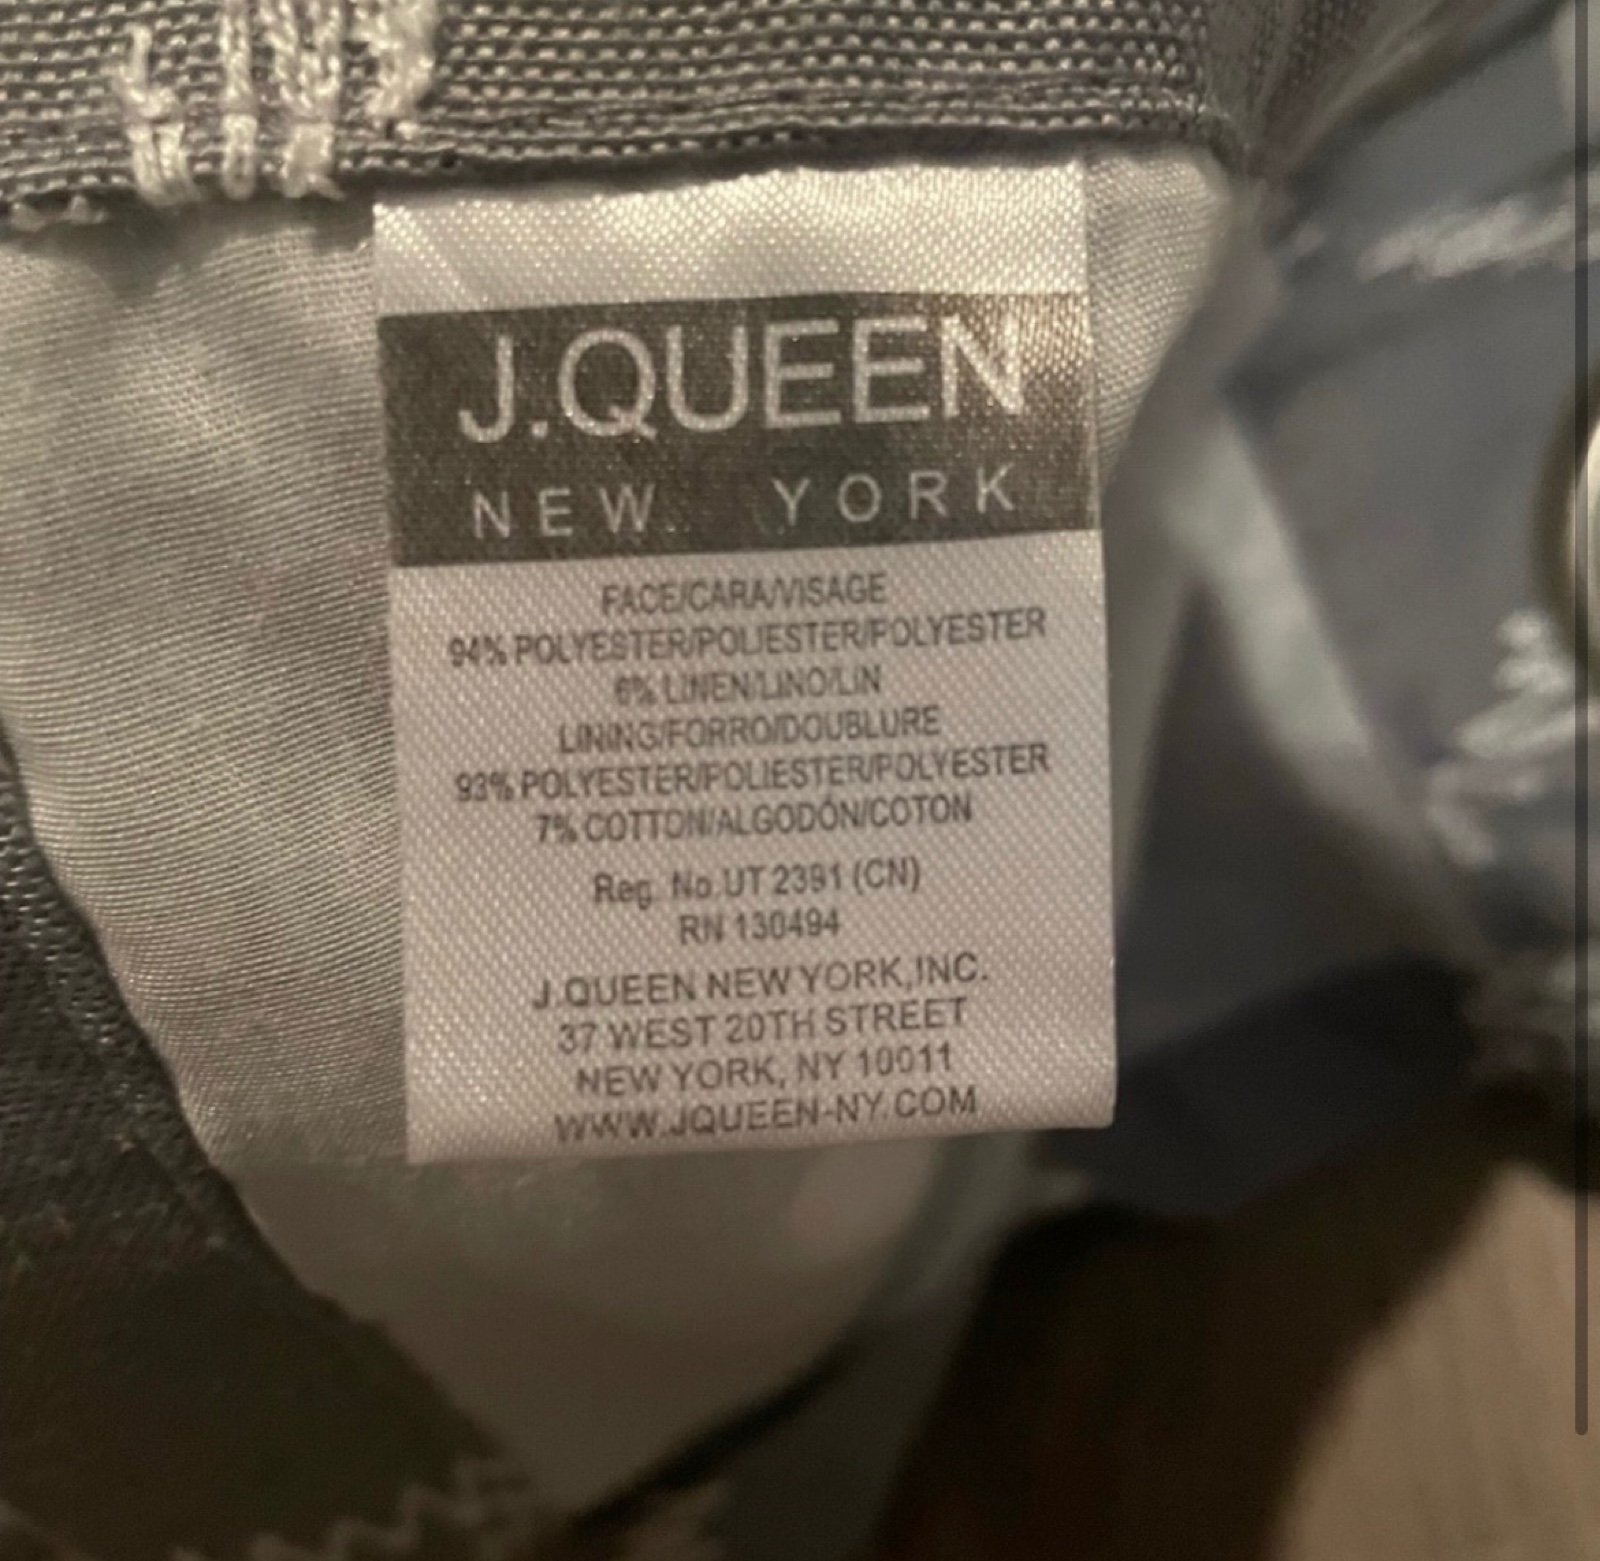 J.QUEEN
NEW YORK
FACE/CARA/VISAGE
94% POLYESTER/POLIESTER/POLYESTER
6% LINEN/LINO/LIN
LINING/FORRO/DOUBLURE
93% POLYESTER/POLIESTER/POLYESTER
7% COTTON/ALGODÓN/COTON
Reg. No.UT 2391 (CN)
RN 130494
J.QUEEN NEW YORK,INC.
37 WEST 20TH STREET
NEW YORK, NY 10011
WWW.JQUEEN-NY.COM